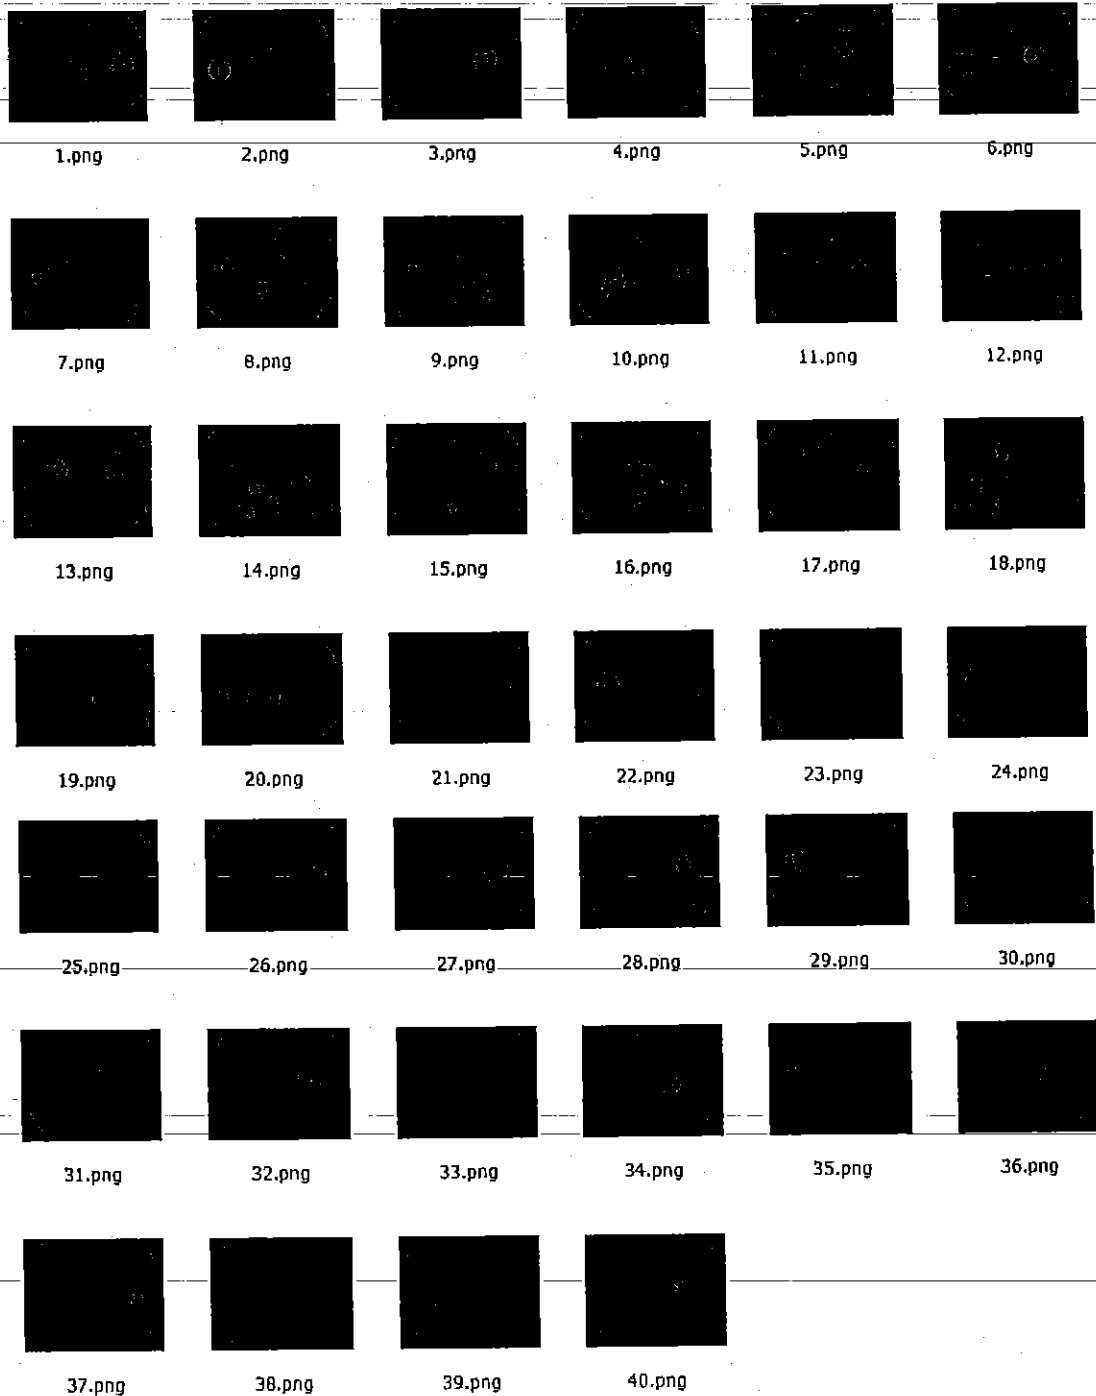 1.png 2.png 3.png 4.png 5.png 6.png
7.png 8.png 9.png 10.png 11.png 12.png
13.png 14.png 15.png 16.png 17.png 18.png
19.png 20.png 21.png 22.png 23.png 24.png
25.png 26.png 27.png 28.png 29.png 30.png
31.png 32.png 33.png 34.png 35.png 36.png
37.png 38.png 39.png 40.png